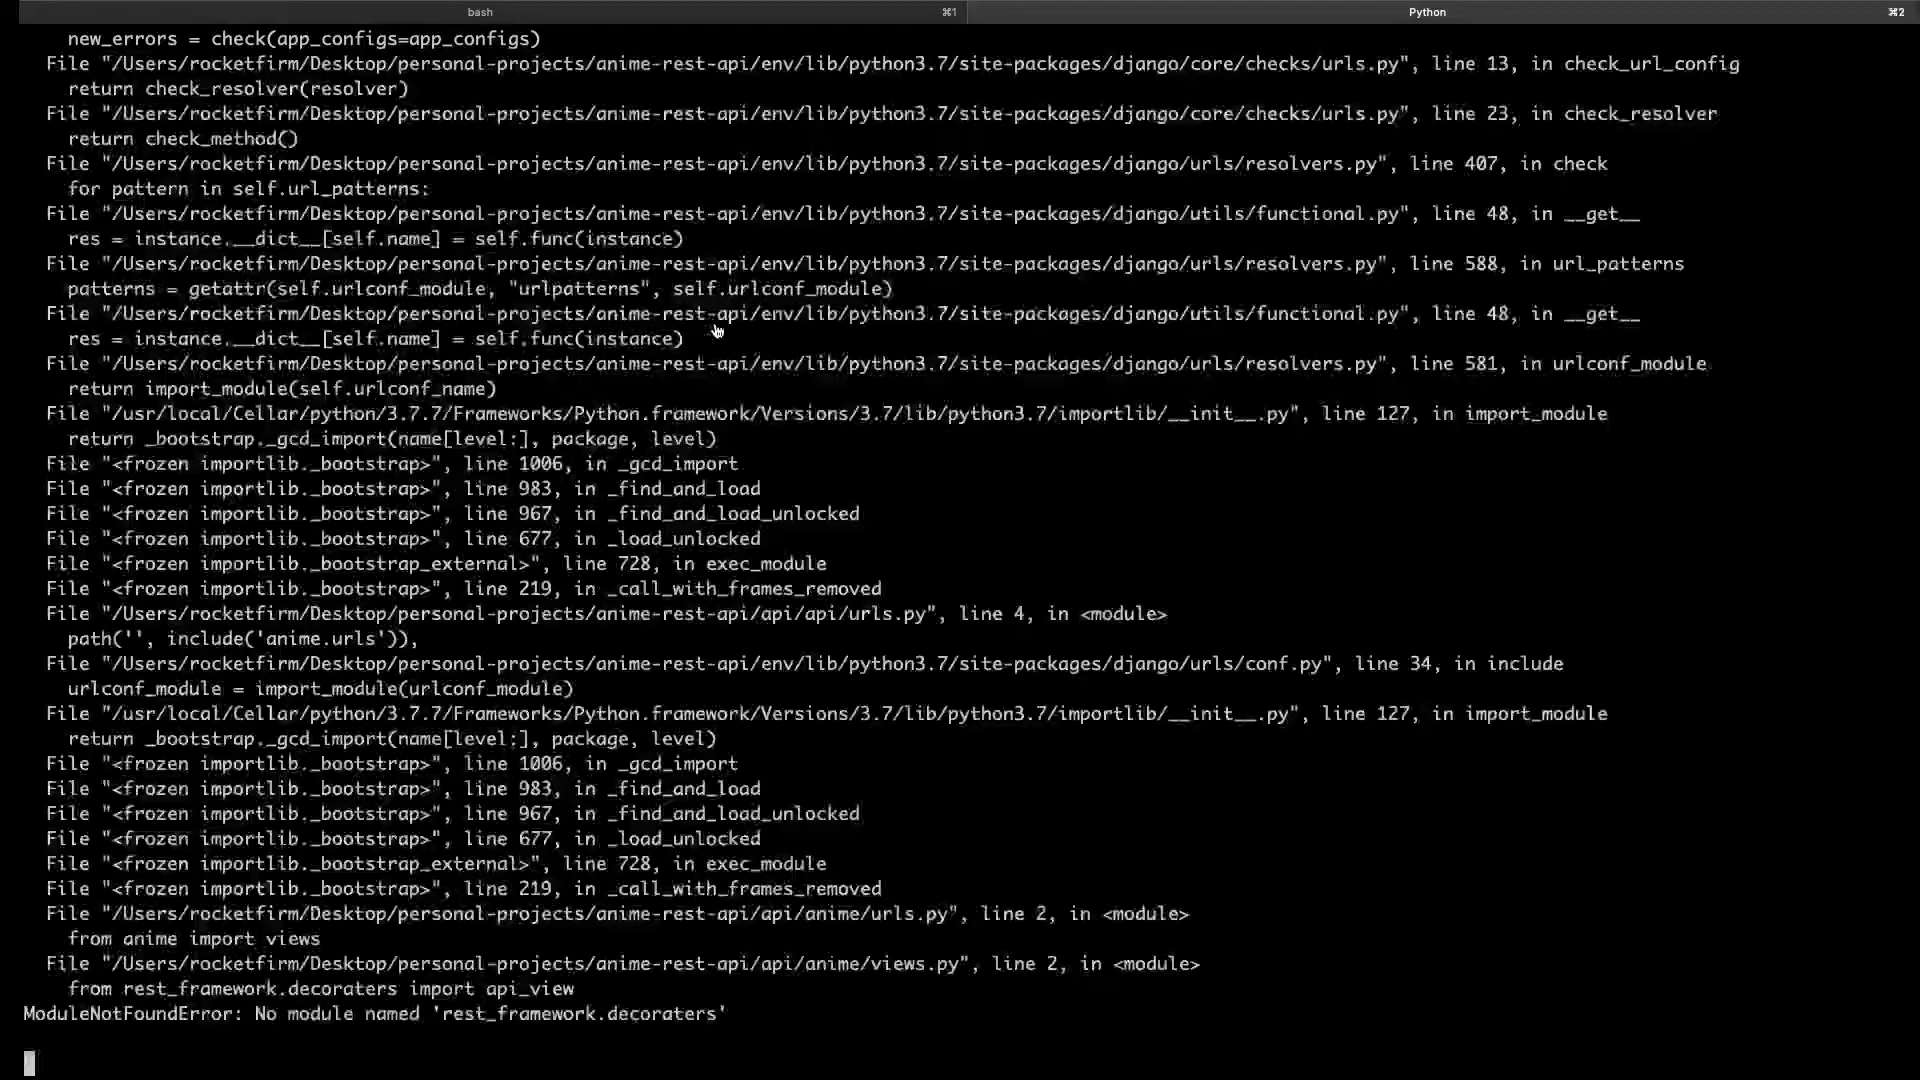 bash ⌘1 Python ⌘2
new_errors = check(app_configs=app_configs)
File "/Users/rocketfirm/Desktop/personal-projects/anime-rest-api/env/lib/python3.7/site-packages/django/core/checks/urls.py", line 13, in check_url_config
return check_resolver(resolver)
File "/Users/rocketfirm/Desktop/personal-projects/anime-rest-api/env/lib/python3.7/site-packages/django/core/checks/urls.py", line 23, in check_resolver
return check_method()
File "/Users/rocketfirm/Desktop/personal-projects/anime-rest-api/env/lib/python3.7/site-packages/django/urls/resolvers.py", line 407, in check
for pattern in self.url_patterns:
File "/Users/rocketfirm/Desktop/personal-projects/anime-rest-api/env/lib/python3.7/site-packages/django/utils/functional.py", line 48, in __get__
res = instance.__dict__[self.name] = self.func(instance)
File "/Users/rocketfirm/Desktop/personal-projects/anime-rest-api/env/lib/python3.7/site-packages/django/urls/resolvers.py", line 588, in url_patterns
patterns = getattr(self.urlconf_module, "urlpatterns", self.urlconf_module)
File "/Users/rocketfirm/Desktop/personal-projects/anime-rest-api/env/lib/python3.7/site-packages/django/utils/functional.py", line 48, in __get__
res = instance.__dict__[self.name] = self.func(instance)
File "/Users/rocketfirm/Desktop/personal-projects/anime-rest-api/env/lib/python3.7/site-packages/django/urls/resolvers.py", line 581, in urlconf_module
return import_module(self.urlconf_name)
File "/usr/local/Cellar/python/3.7.7/Frameworks/Python.framework/Versions/3.7/lib/python3.7/importlib/__init__.py", line 127, in import_module
return _bootstrap._gcd_import(name[level:], package, level)
File "<frozen importlib._bootstrap>", line 1006, in _gcd_import
File "<frozen importlib._bootstrap>", line 983, in _find_and_load
File "<frozen importlib._bootstrap>", line 967, in _find_and_load_unlocked
File "<frozen importlib._bootstrap>", line 677, in _load_unlocked
File "<frozen importlib._bootstrap_external>", line 728, in exec_module
File "<frozen importlib._bootstrap>", line 219, in _call_with_frames_removed
File "/Users/rocketfirm/Desktop/personal-projects/anime-rest-api/api/api/urls.py", line 4, in <module>
path('', include('anime.urls')),
File "/Users/rocketfirm/Desktop/personal-projects/anime-rest-api/env/lib/python3.7/site-packages/django/urls/conf.py", line 34, in include
urlconf_module = import_module(urlconf_module)
File "/usr/local/Cellar/python/3.7.7/Frameworks/Python.framework/Versions/3.7/lib/python3.7/importlib/__init__.py", line 127, in import_module
return _bootstrap._gcd_import(name[level:], package, level)
File "<frozen importlib._bootstrap>", line 1006, in _gcd_import
File "<frozen importlib._bootstrap>", line 983, in _find_and_load
File "<frozen importlib._bootstrap>", line 967, in _find_and_load_unlocked
File "<frozen importlib._bootstrap>", line 677, in _load_unlocked
File "<frozen importlib._bootstrap_external>", line 728, in exec_module
File "<frozen importlib._bootstrap>", line 219, in _call_with_frames_removed
File "/Users/rocketfirm/Desktop/personal-projects/anime-rest-api/api/anime/urls.py", line 2, in <module>
from anime import views
File "/Users/rocketfirm/Desktop/personal-projects/anime-rest-api/api/anime/views.py", line 2, in <module>
from rest_framework.decoraters import api_view
ModuleNotFoundError: No module named 'rest_framework.decoraters'